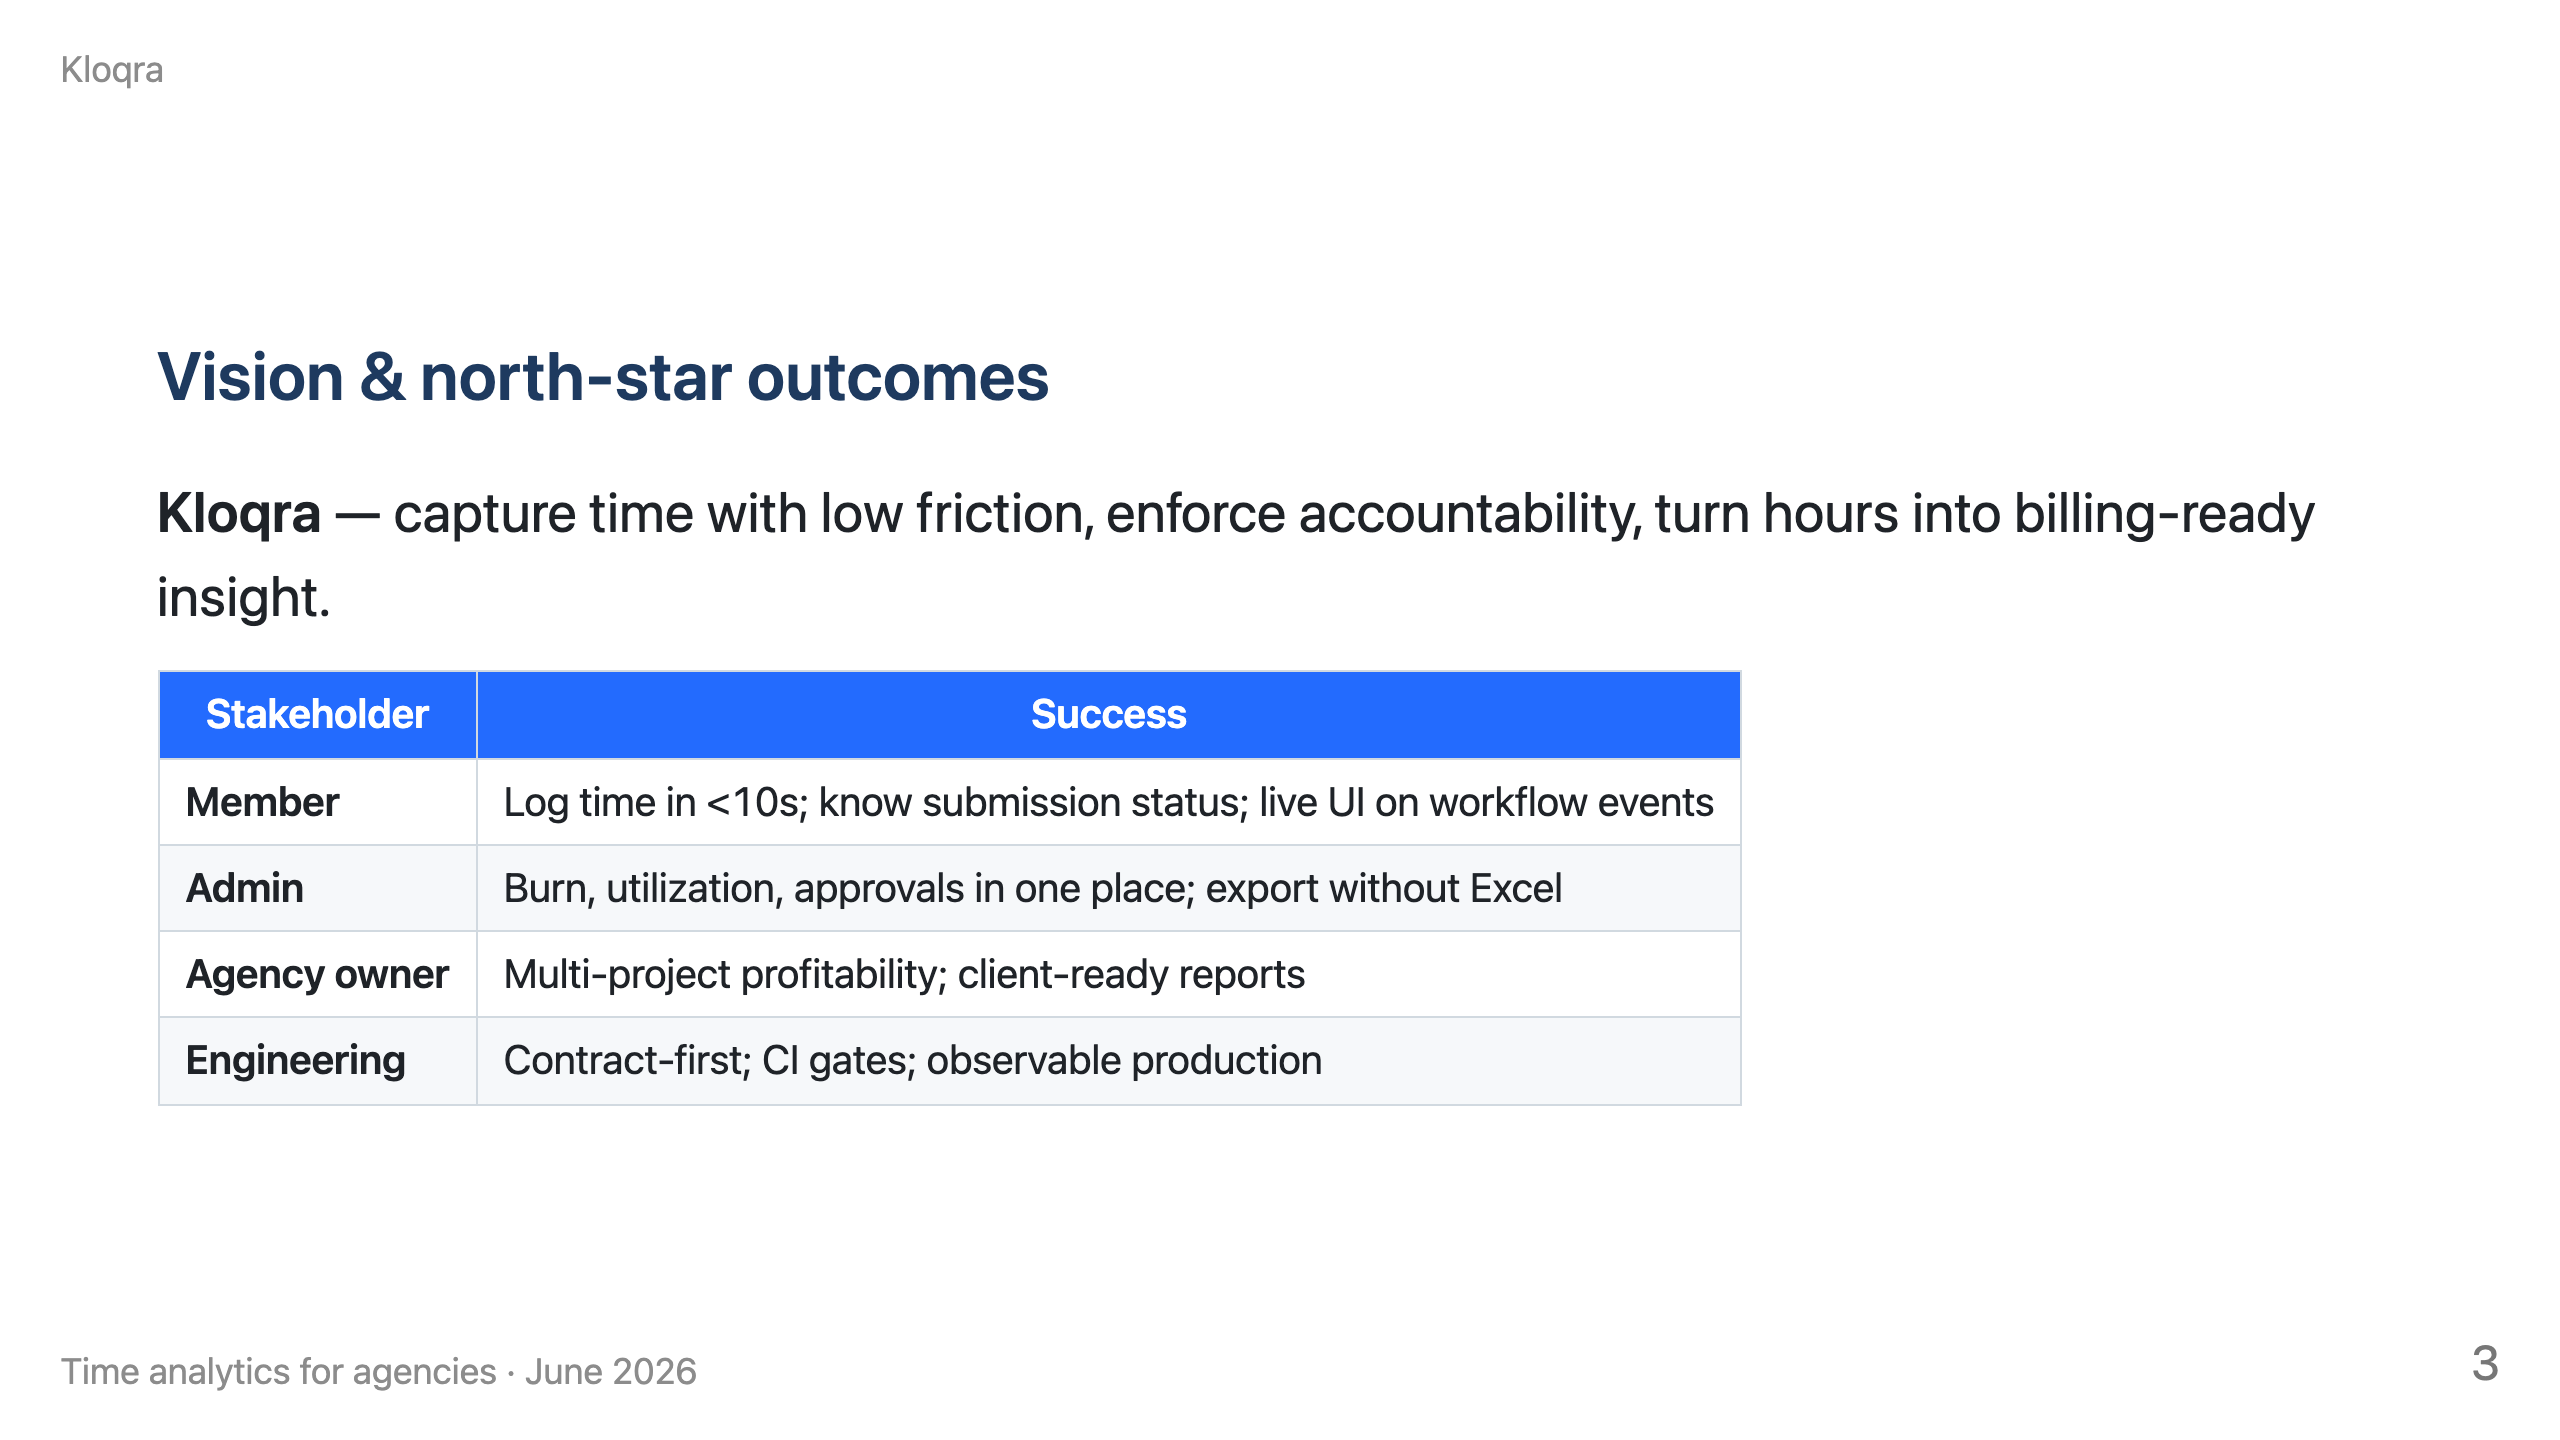 Kloqra
Vision & north-star outcomes
Kloqra — capture time with low friction, enforce accountability, turn hours into billing-ready
insight.
Stakeholder Success
Member Log time in <10s; know submission status; live UI on workflow events
Admin Burn, utilization, approvals in one place; export without Excel
Agency owner Multi-project profitability; client-ready reports
Engineering Contract-first; CI gates; observable production
Time analytics for agencies · June 2026
3